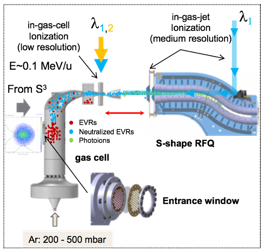 in-gas-cell
Ionization
(low resolution)
λ1,2
in-gas-jet
Ionization
(medium resolution)
λ1
E~0.1 MeV/u
From S³
EVRs
Neutralized EVRs
Photoions
S-shape RFQ
gas cell
Entrance window
Ar: 200 - 500 mbar